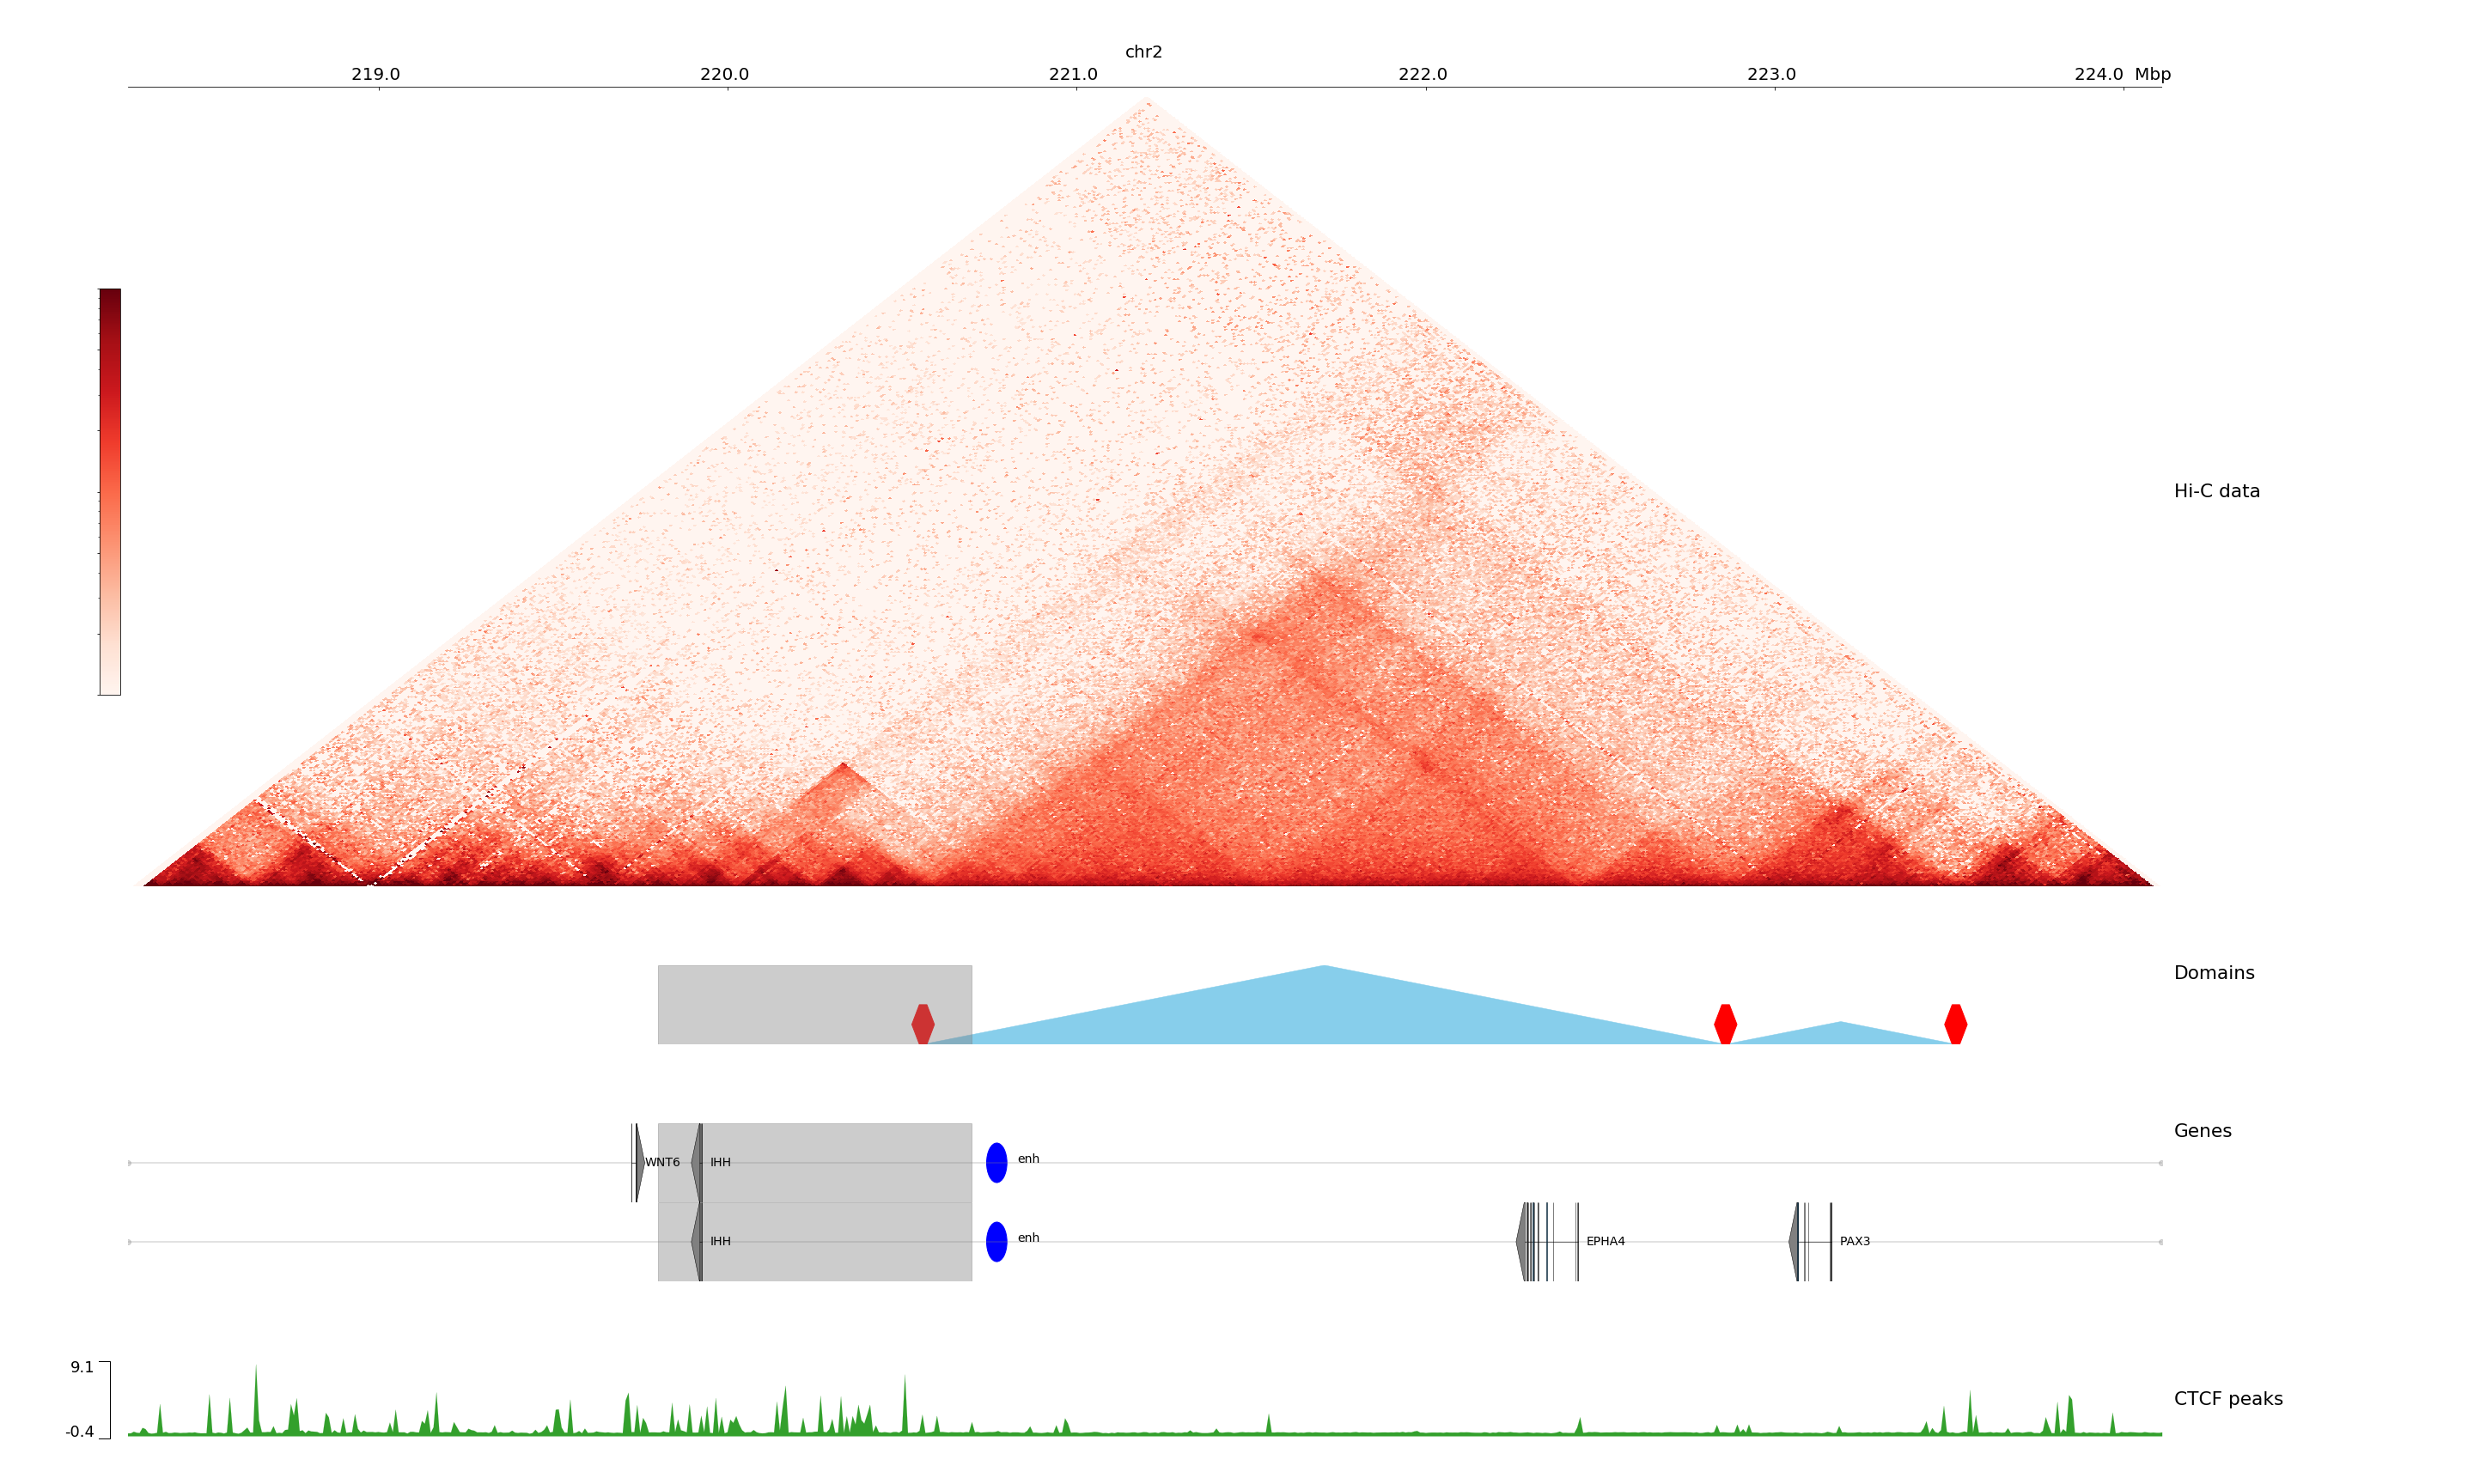 chr2
219.0 220.0 221.0 222.0 223.0 224.0 Mbp
Hi-C data
Domains
Genes
WNT6 IHH enh
IHH enh EPHA4 PAX3
9.1
CTCF peaks
-0.4